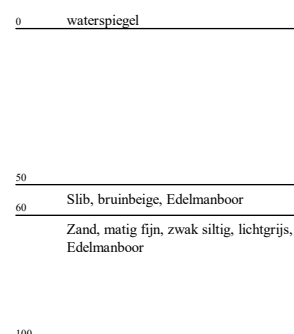 0 waterspiegel
50
Slib, bruinbeige, Edelmanboor
60
Zand, matig fijn, zwak siltig, lichtgrijs,
Edelmanboor
100